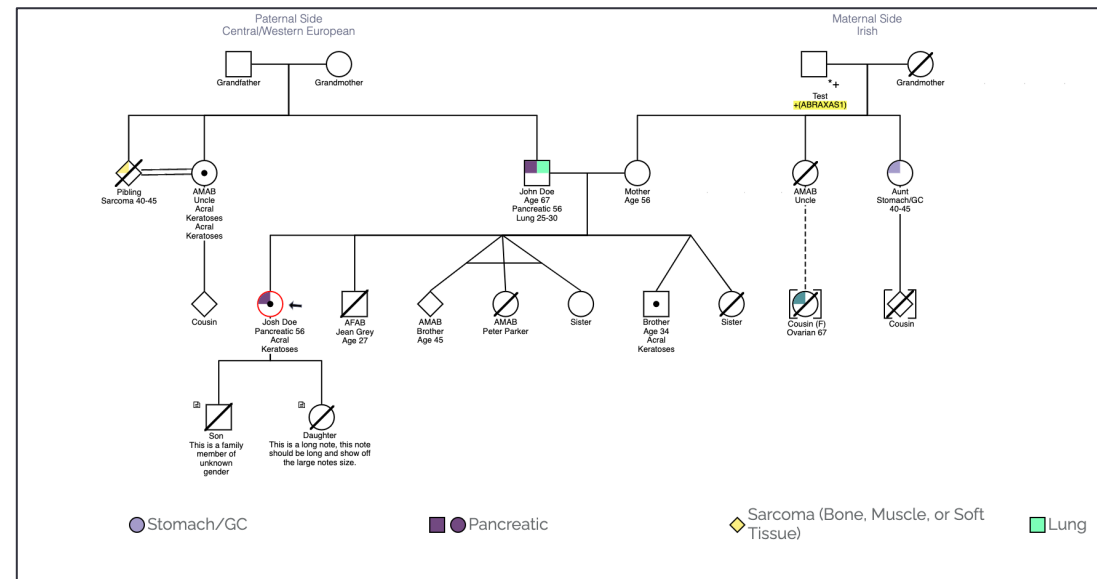 Paternal Side
Central/Western European
Maternal Side
Irish
Grandfather
Grandmother
*+
Test
+(ABRAXAS1)
Grandmother
Pibling
Sarcoma 40-45
AMAB
Uncle
Acral
Keratoses
Acral
Keratoses
John Doe
Age 67
Pancreatic 56
Lung 25-30
Mother
Age 56
AMAB
Uncle
Aunt
Stomach/GC
40-45
Cousin
Josh Doe
Pancreatic 56
Acral
Keratoses
AFAB
Jean Grey
Age 27
AMAB
Brother
Age 45
AMAB
Peter Parker
Sister
Brother
Age 34
Acral
Keratoses
Sister
Cousin (F)
Ovarian 67
Cousin
Son
This is a family
member of
unknown
gender
Daughter
This is a long note, this note
should be long and show off
the large notes size.
Stomach/GC
Pancreatic
Sarcoma (Bone, Muscle, or Soft
Tissue)
Lung